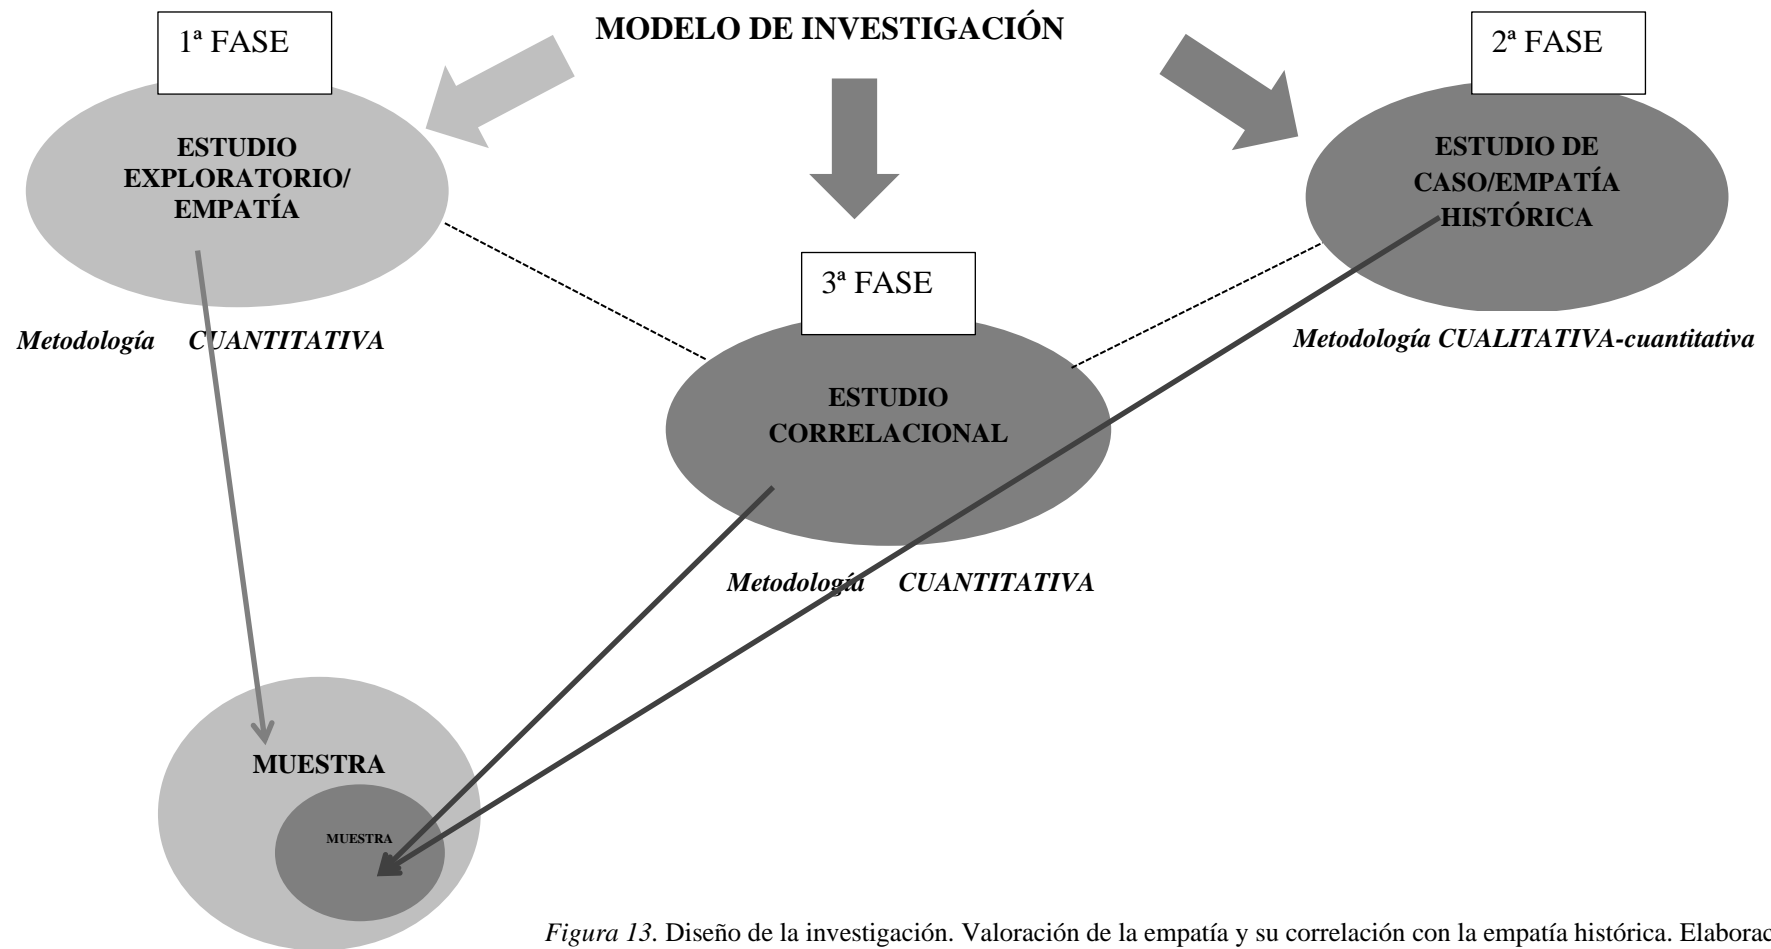 MODELO DE INVESTIGACIÓN
1ª FASE
ESTUDIO
EXPLORATORIO/
EMPATÍA
Metodología CUANTITATIVA
2ª FASE
ESTUDIO DE
CASO/EMPATÍA
HISTÓRICA
Metodología CUALITATIVA-cuantitativa
3ª FASE
ESTUDIO
CORRELACIONAL
Metodología CUANTITATIVA
MUESTRA
MUESTRA
Figura 13. Diseño de la investigación. Valoración de la empatía y su correlación con la empatía histórica. Elaborac